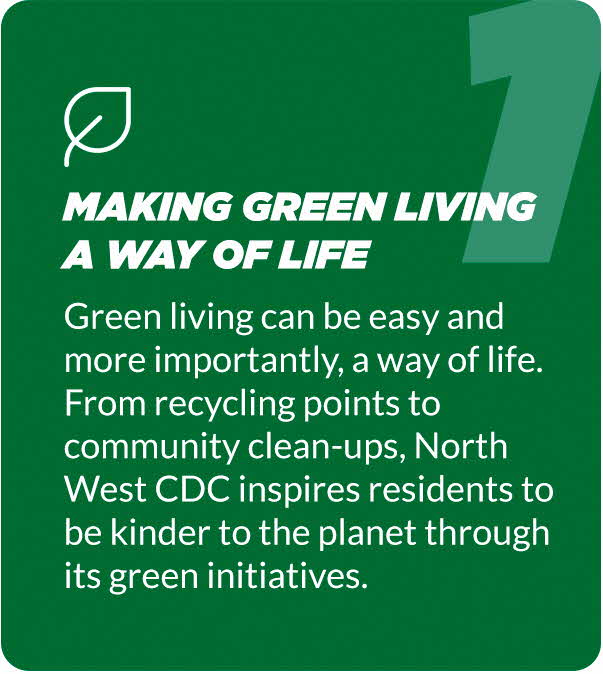 1
MAKING GREEN LIVING
A WAY OF LIFE
Green living can be easy and
more importantly, a way of life.
From recycling points to
community clean-ups, North
West CDC inspires residents to
be kinder to the planet through
its green initiatives.